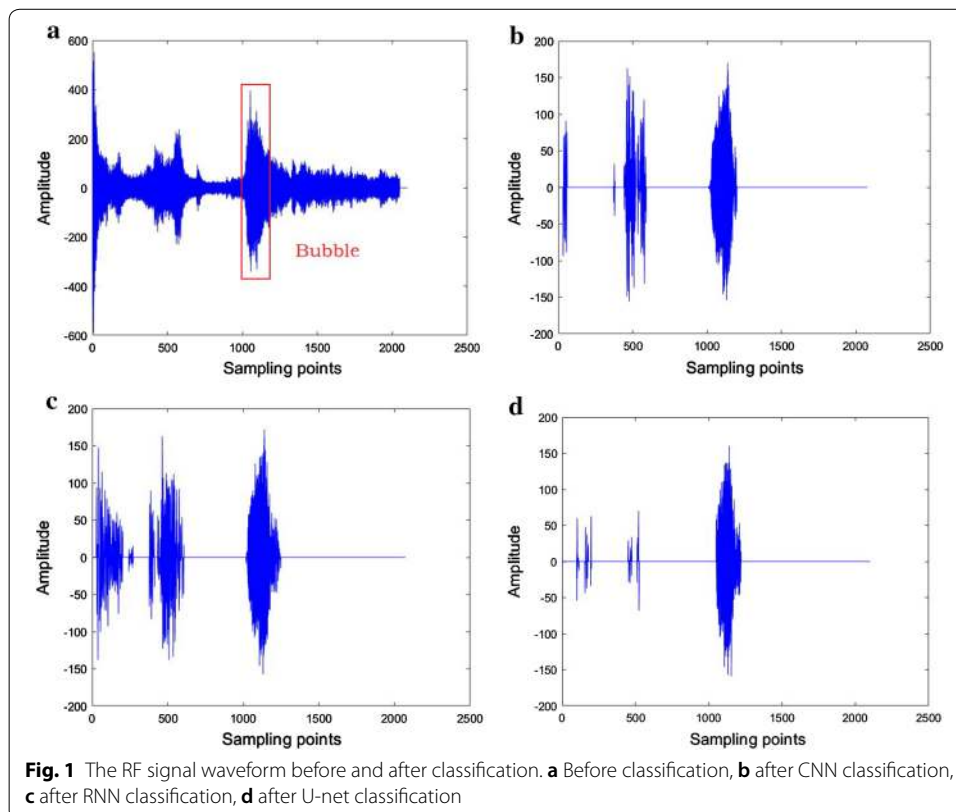 a
600
400
200
0
-200
-400
-600
Amplitude
Bubble
0 500 1000 1500 2000 2500
Sampling points
b
200
150
100
50
0
-50
-100
-150
-200
Amplitude
0 500 1000 1500 2000 2500
Sampling points
c
200
150
100
50
0
-50
-100
-150
-200
Amplitude
0 500 1000 1500 2000 2500
Sampling points
d
200
150
100
50
0
-50
-100
-150
-200
Amplitude
0 500 1000 1500 2000 2500
Sampling points
Fig. 1 The RF signal waveform before and after classification. a Before classification, b after CNN classification,
c after RNN classification, d after U-net classification